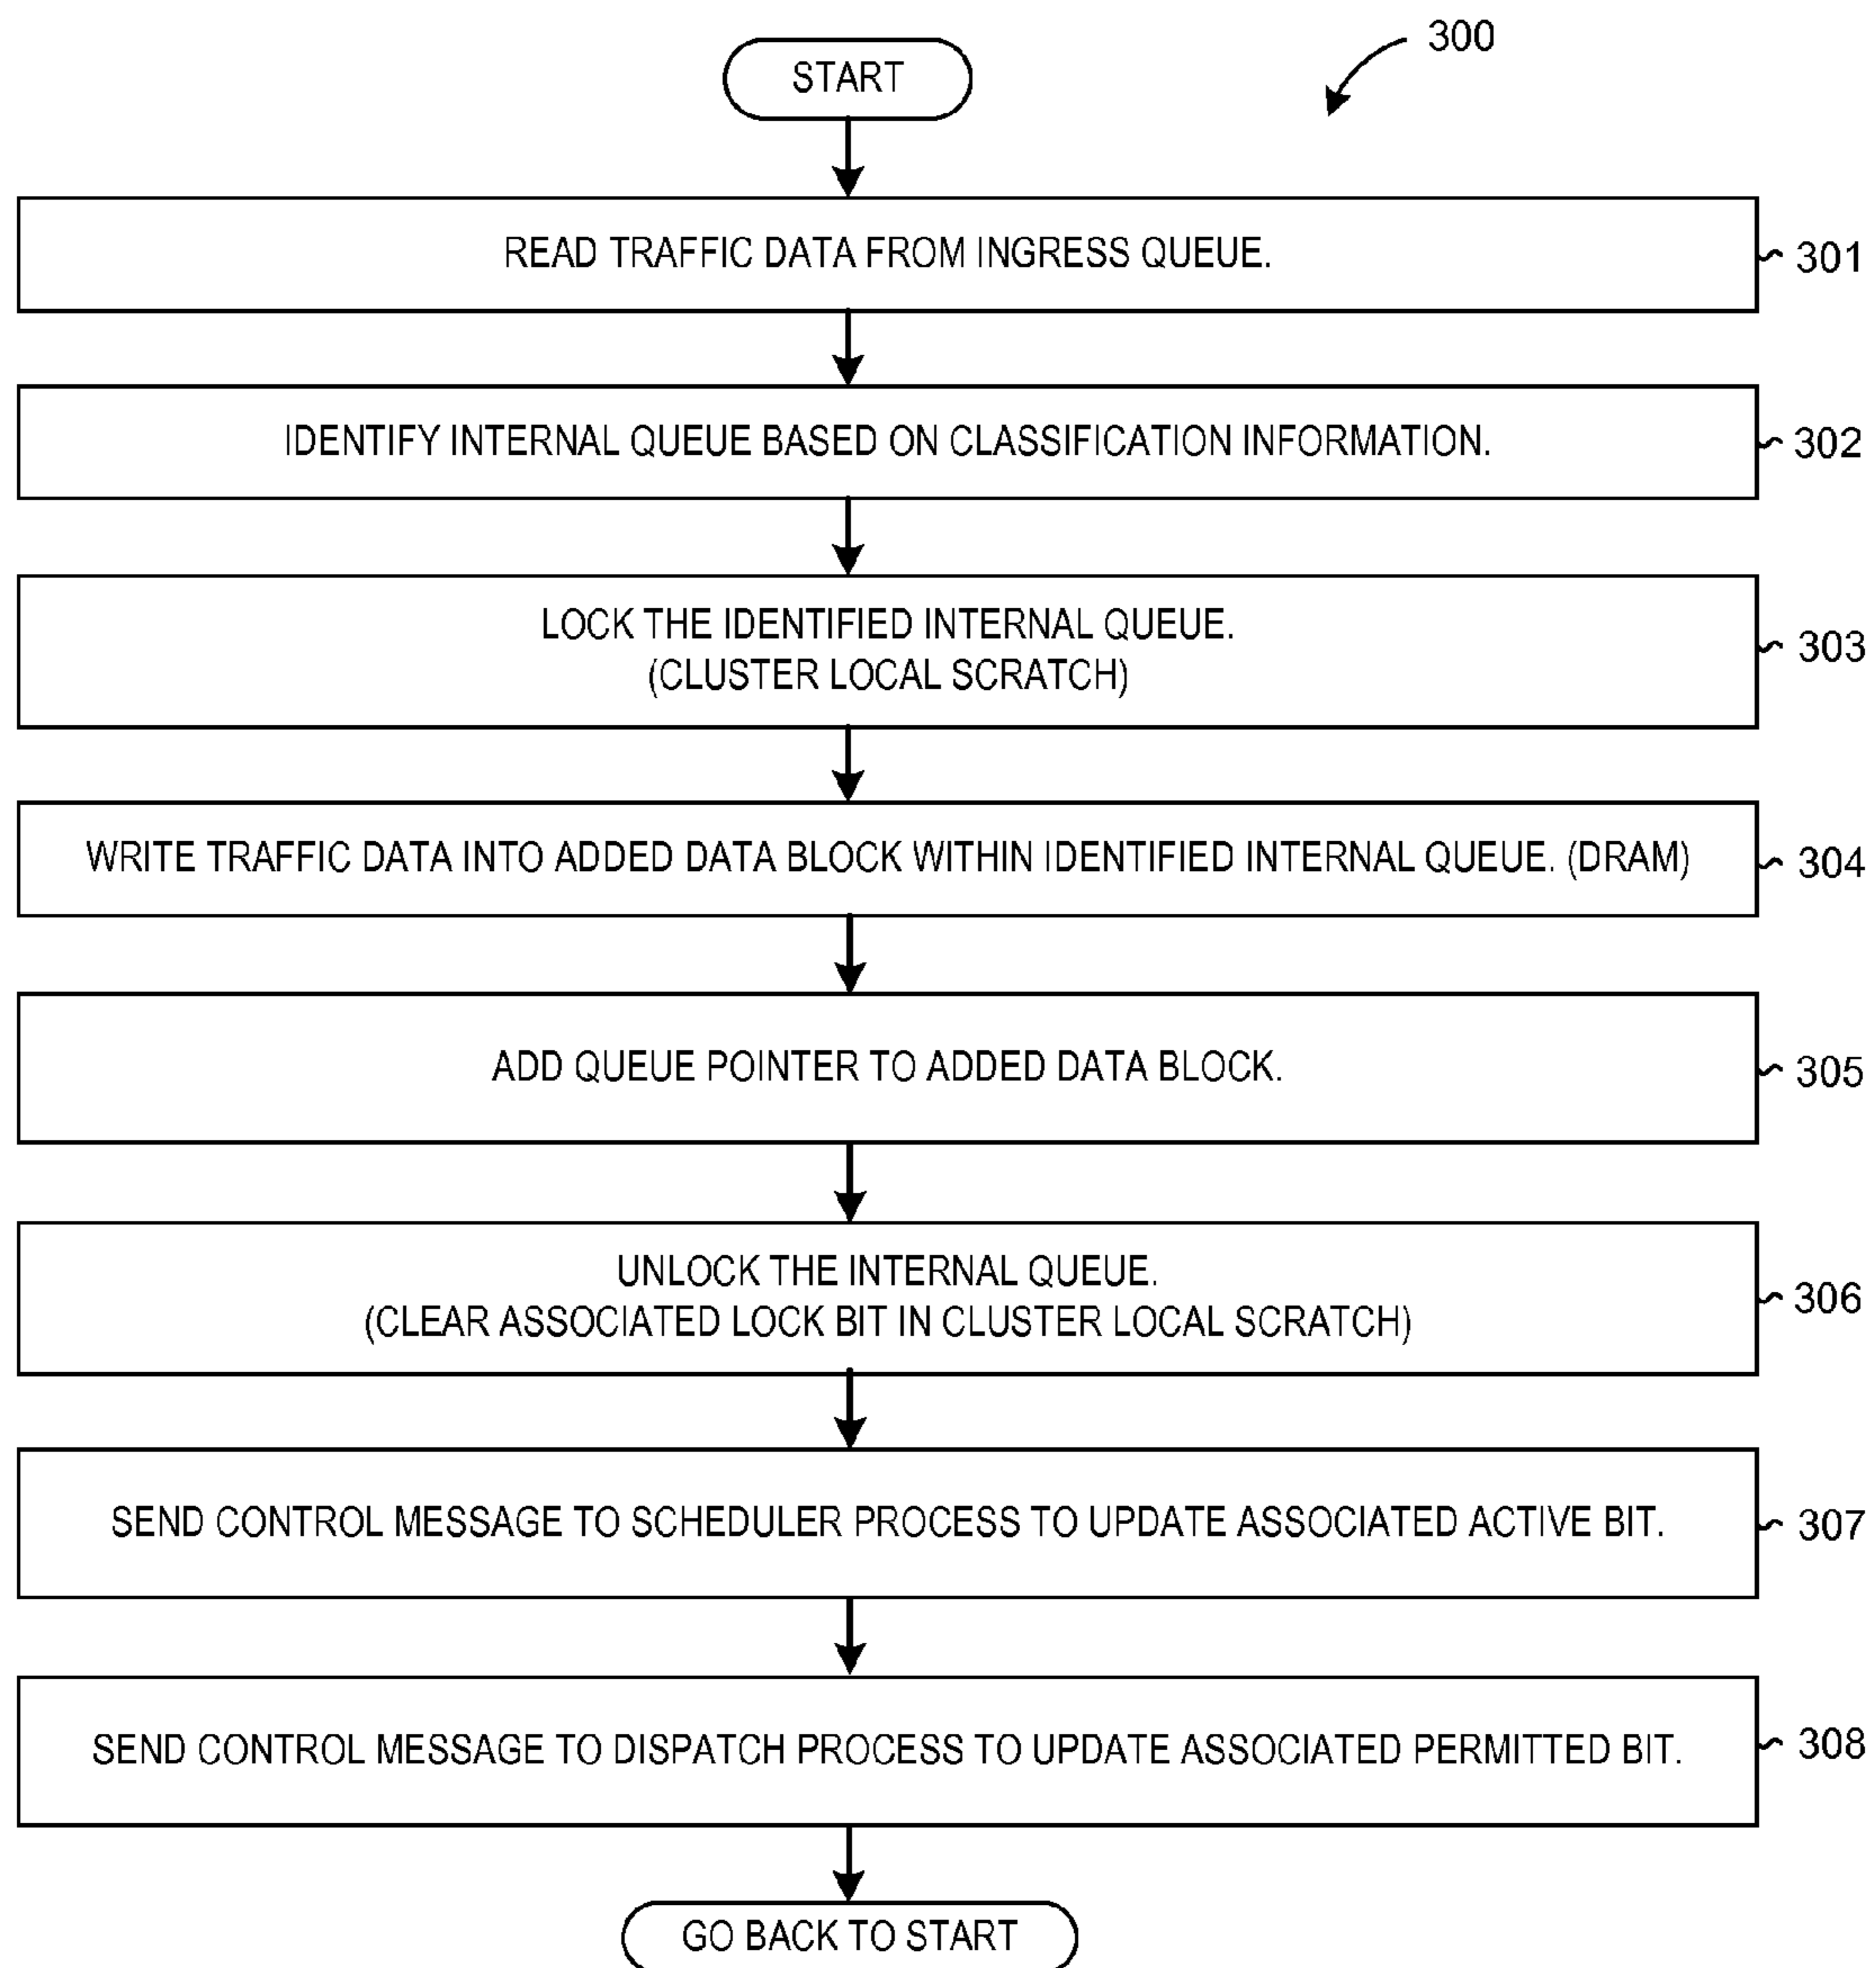 300
START
READ TRAFFIC DATA FROM INGRESS QUEUE.
301
IDENTIFY INTERNAL QUEUE BASED ON CLASSIFICATION INFORMATION.
302
LOCK THE IDENTIFIED INTERNAL QUEUE.
(CLUSTER LOCAL SCRATCH)
303
WRITE TRAFFIC DATA INTO ADDED DATA BLOCK WITHIN IDENTIFIED INTERNAL QUEUE. (DRAM)
304
ADD QUEUE POINTER TO ADDED DATA BLOCK.
305
UNLOCK THE INTERNAL QUEUE.
(CLEAR ASSOCIATED LOCK BIT IN CLUSTER LOCAL SCRATCH)
306
SEND CONTROL MESSAGE TO SCHEDULER PROCESS TO UPDATE ASSOCIATED ACTIVE BIT.
307
SEND CONTROL MESSAGE TO DISPATCH PROCESS TO UPDATE ASSOCIATED PERMITTED BIT.
308
GO BACK TO START